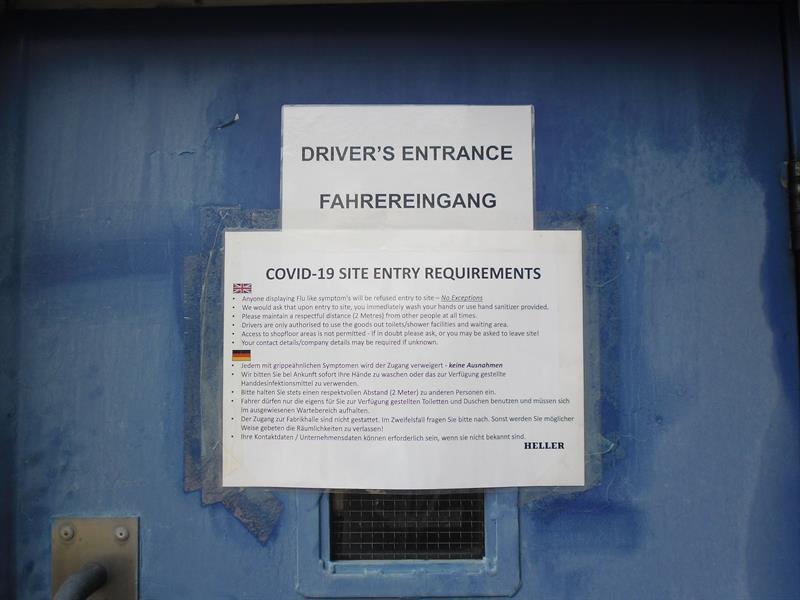 DRIVER'S ENTRANCE
FAHREREINGANG
COVID-19 SITE ENTRY REQUIREMENTS
• Anyone displaying Flu like symptom's will be refused entry to site – No Exceptions
• We would ask that upon entry to site, you immediately wash your hands or use hand sanitizer provided.
• Please maintain a respectful distance (2 Metres) from other people at all times.
• Drivers are only authorised to use the goods out toilets/shower facilities and waiting area.
• Access to shopfloor areas is not permitted - if in doubt please ask, or you may be asked to leave site!
• Your contact details/company details may be required if unknown.
• Jedem mit grippeähnlichen Symptomen wird der Zugang verweigert - keine Ausnahmen
• Wir bitten Sie bei Ankunft sofort ihre Hände zu waschen oder das zur Verfügung gestellte
Handdesinfektionsmittel zu verwenden.
• Bitte halten Sie stets einen respektvollen Abstand (2 Meter) zu anderen Personen ein.
• Fahrer dürfen nur die eigens für Sie zur Verfügung gestellten Toiletten und Duschen benutzen und müssen sich
im ausgewiesenen Wartebereich aufhalten.
• Der Zugang zur Fabrikhalle sind nicht gestattet. Im Zweifelsfall fragen Sie bitte nach. Sonst werden Sie möglicher
Weise gebeten die Räumlichkeiten zu verlassen!
• Ihre Kontaktdaten / Unternehmensdaten können erforderlich sein, wenn sie nicht bekannt sind.
HELLER